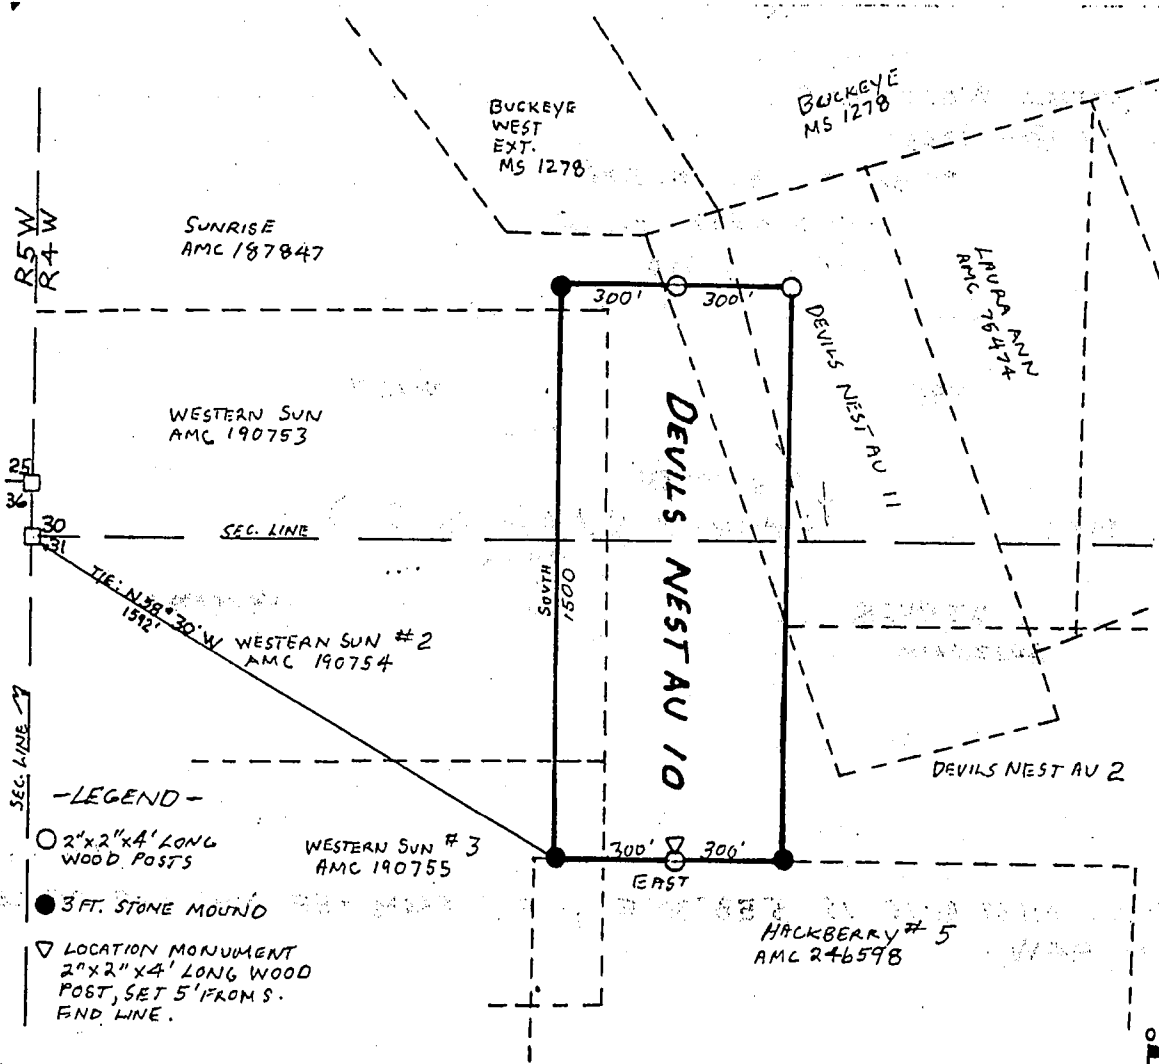 BUCKEYE
WEST
EXT.
MS 1278
BUCKEYE
MS 1278
R5W
R4W
SUNRISE
AMC 187847
LAURA ANN
AMC 76474
300'
300'
DEVILS NEST AU 11
WESTERN SUN
AMC 190753
DEVILS NEST AU 10
25
36
30
31
SEC. LINE
SOUTH
1500
TIE: N58°30'W
1592'
WESTERN SUN #2
AMC 190754
SEC. LINE
DEVILS NEST AU 2
-LEGEND-
2"x2"x4' LONG
WOOD POSTS
3 FT. STONE MOUND
LOCATION MONUMENT
2"x2"x4' LONG WOOD
POST, SET 5' FROM S.
END LINE.
WESTERN SUN #3
AMC 190755
300'
300'
EAST
HACKBERRY #5
AMC 246598